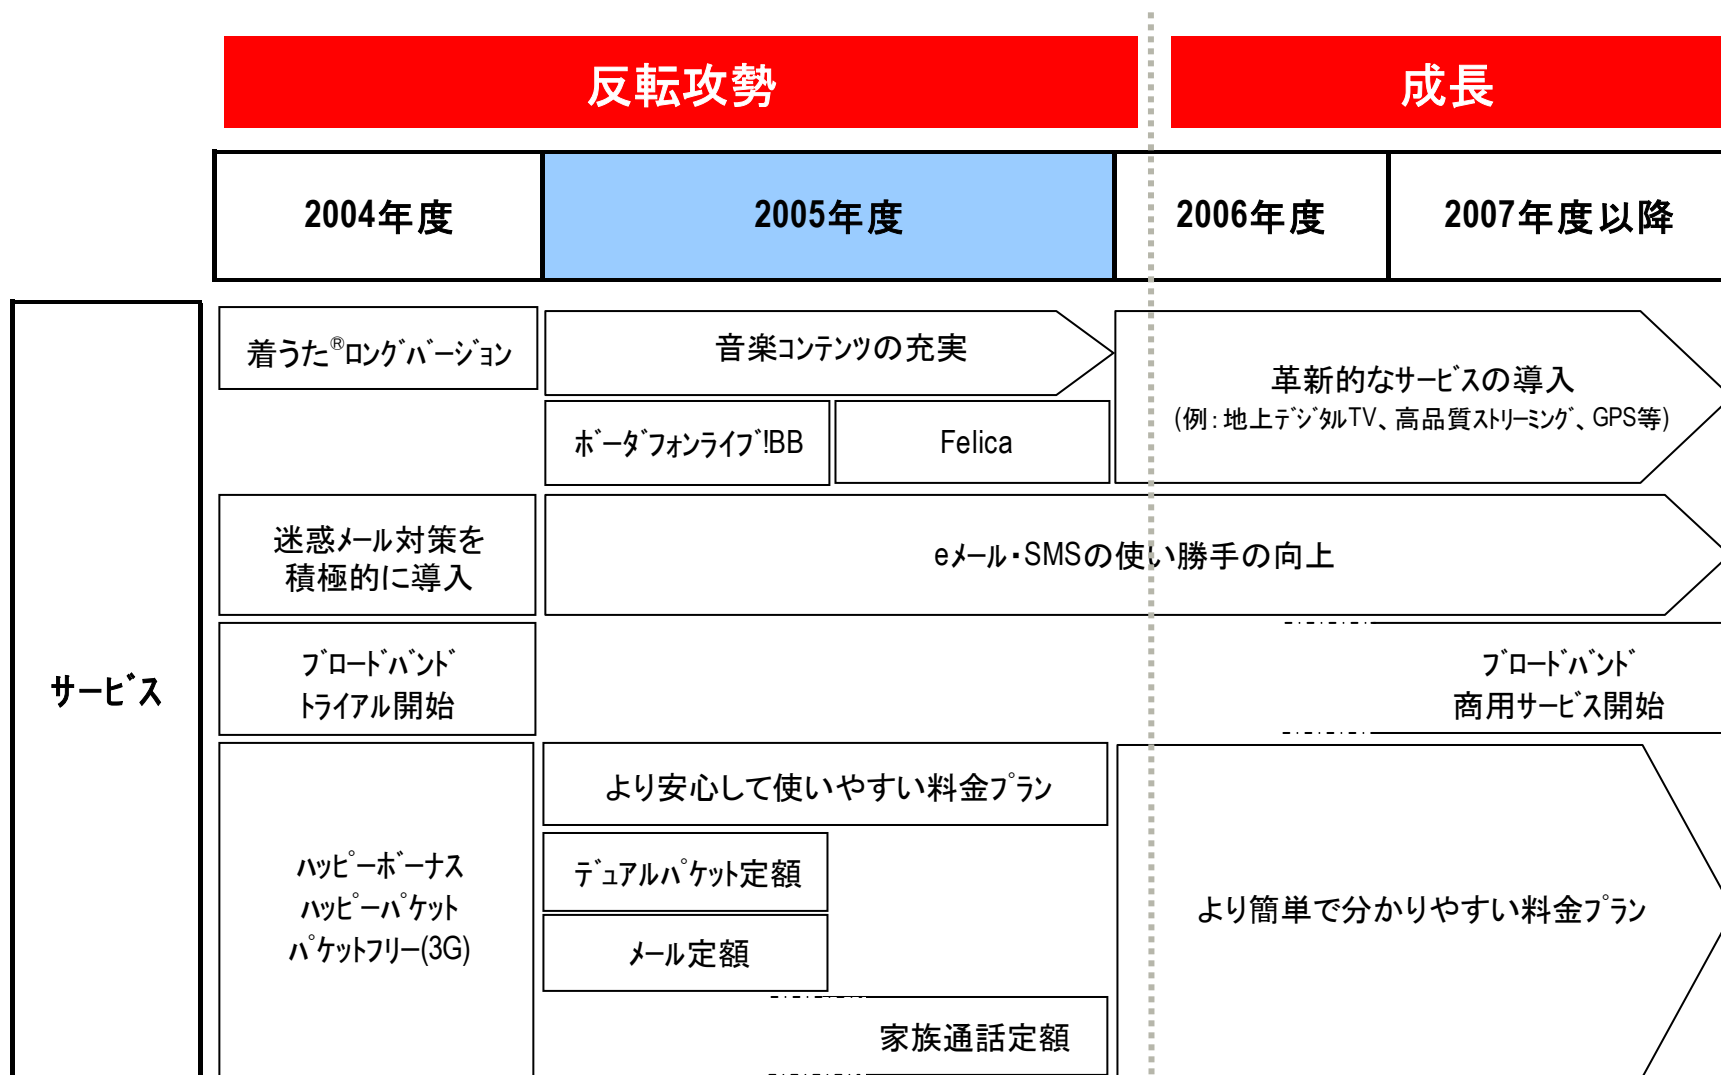 反転攻勢
成長
2004年度
2005年度
2006年度
2007年度以降
サービス
着うた®ロングバージョン
音楽コンテンツの充実
革新的なサービスの導入
(例：地上デジタルTV、高品質ストリーミング、GPS等)
ボーダフォンライブ!BB
Felica
迷惑メール対策を
積極的に導入
eメール・SMSの使い勝手の向上
ブロードバンド
トライアル開始
ブロードバンド
商用サービス開始
ハッピーボーナス
ハッピーパケット
パケットフリー(3G)
より安心して使いやすい料金プラン
デュアルパケット定額
メール定額
家族通話定額
より簡単で分かりやすい料金プラン